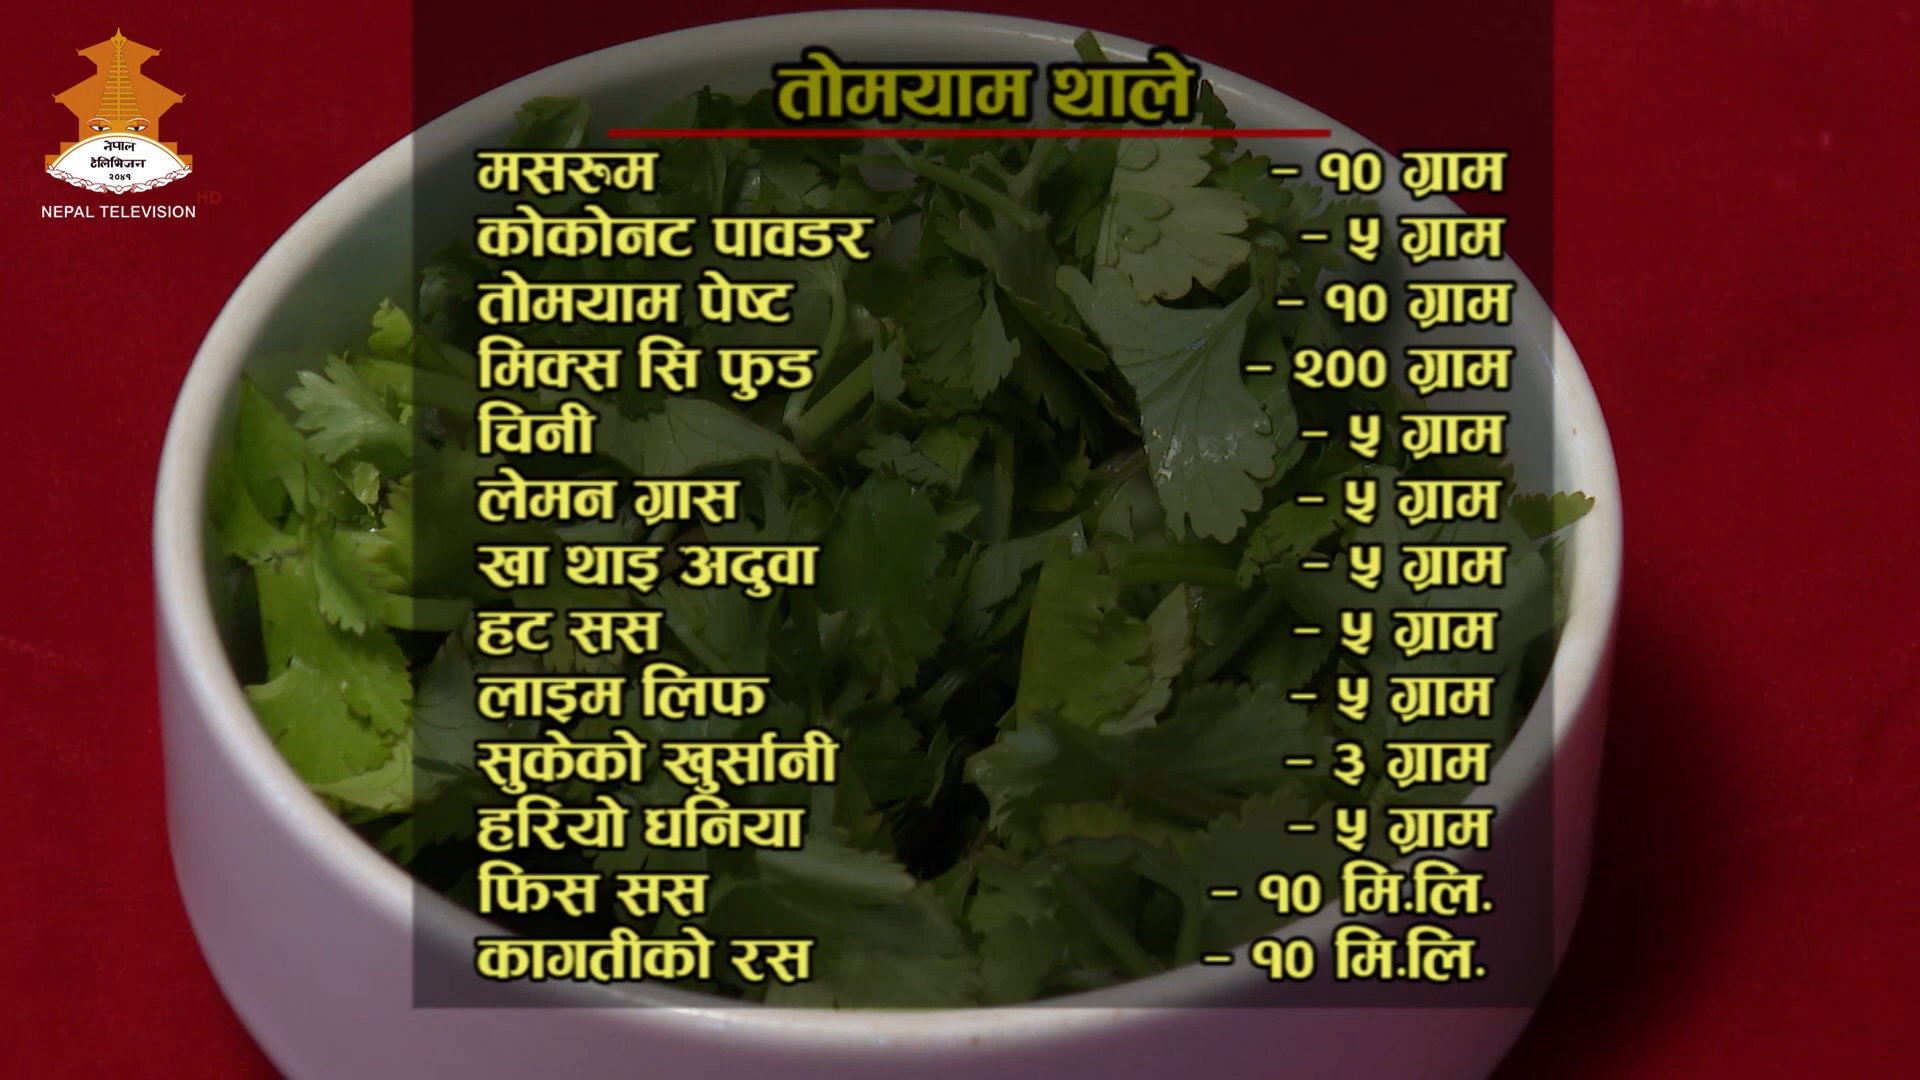 नेपाल
टेलिभिजन
२०४१
NEPAL TELEVISION
HD
तोमयाम थाले
मसरूम - १० ग्राम
कोकोनट पावडर - ५ ग्राम
तोमयाम पेष्ट - १० ग्राम
मिक्स सि फुड - २०० ग्राम
चिनी - ५ ग्राम
लेमन ग्रास - ५ ग्राम
खा थाइ अदुवा - ५ ग्राम
हट सस - ५ ग्राम
लाइम लिफ - ५ ग्राम
सुकेको खुर्सानी - ३ ग्राम
हरियो धनिया - ५ ग्राम
फिस सस - १० मि.लि.
कागतीको रस - १० मि.लि.